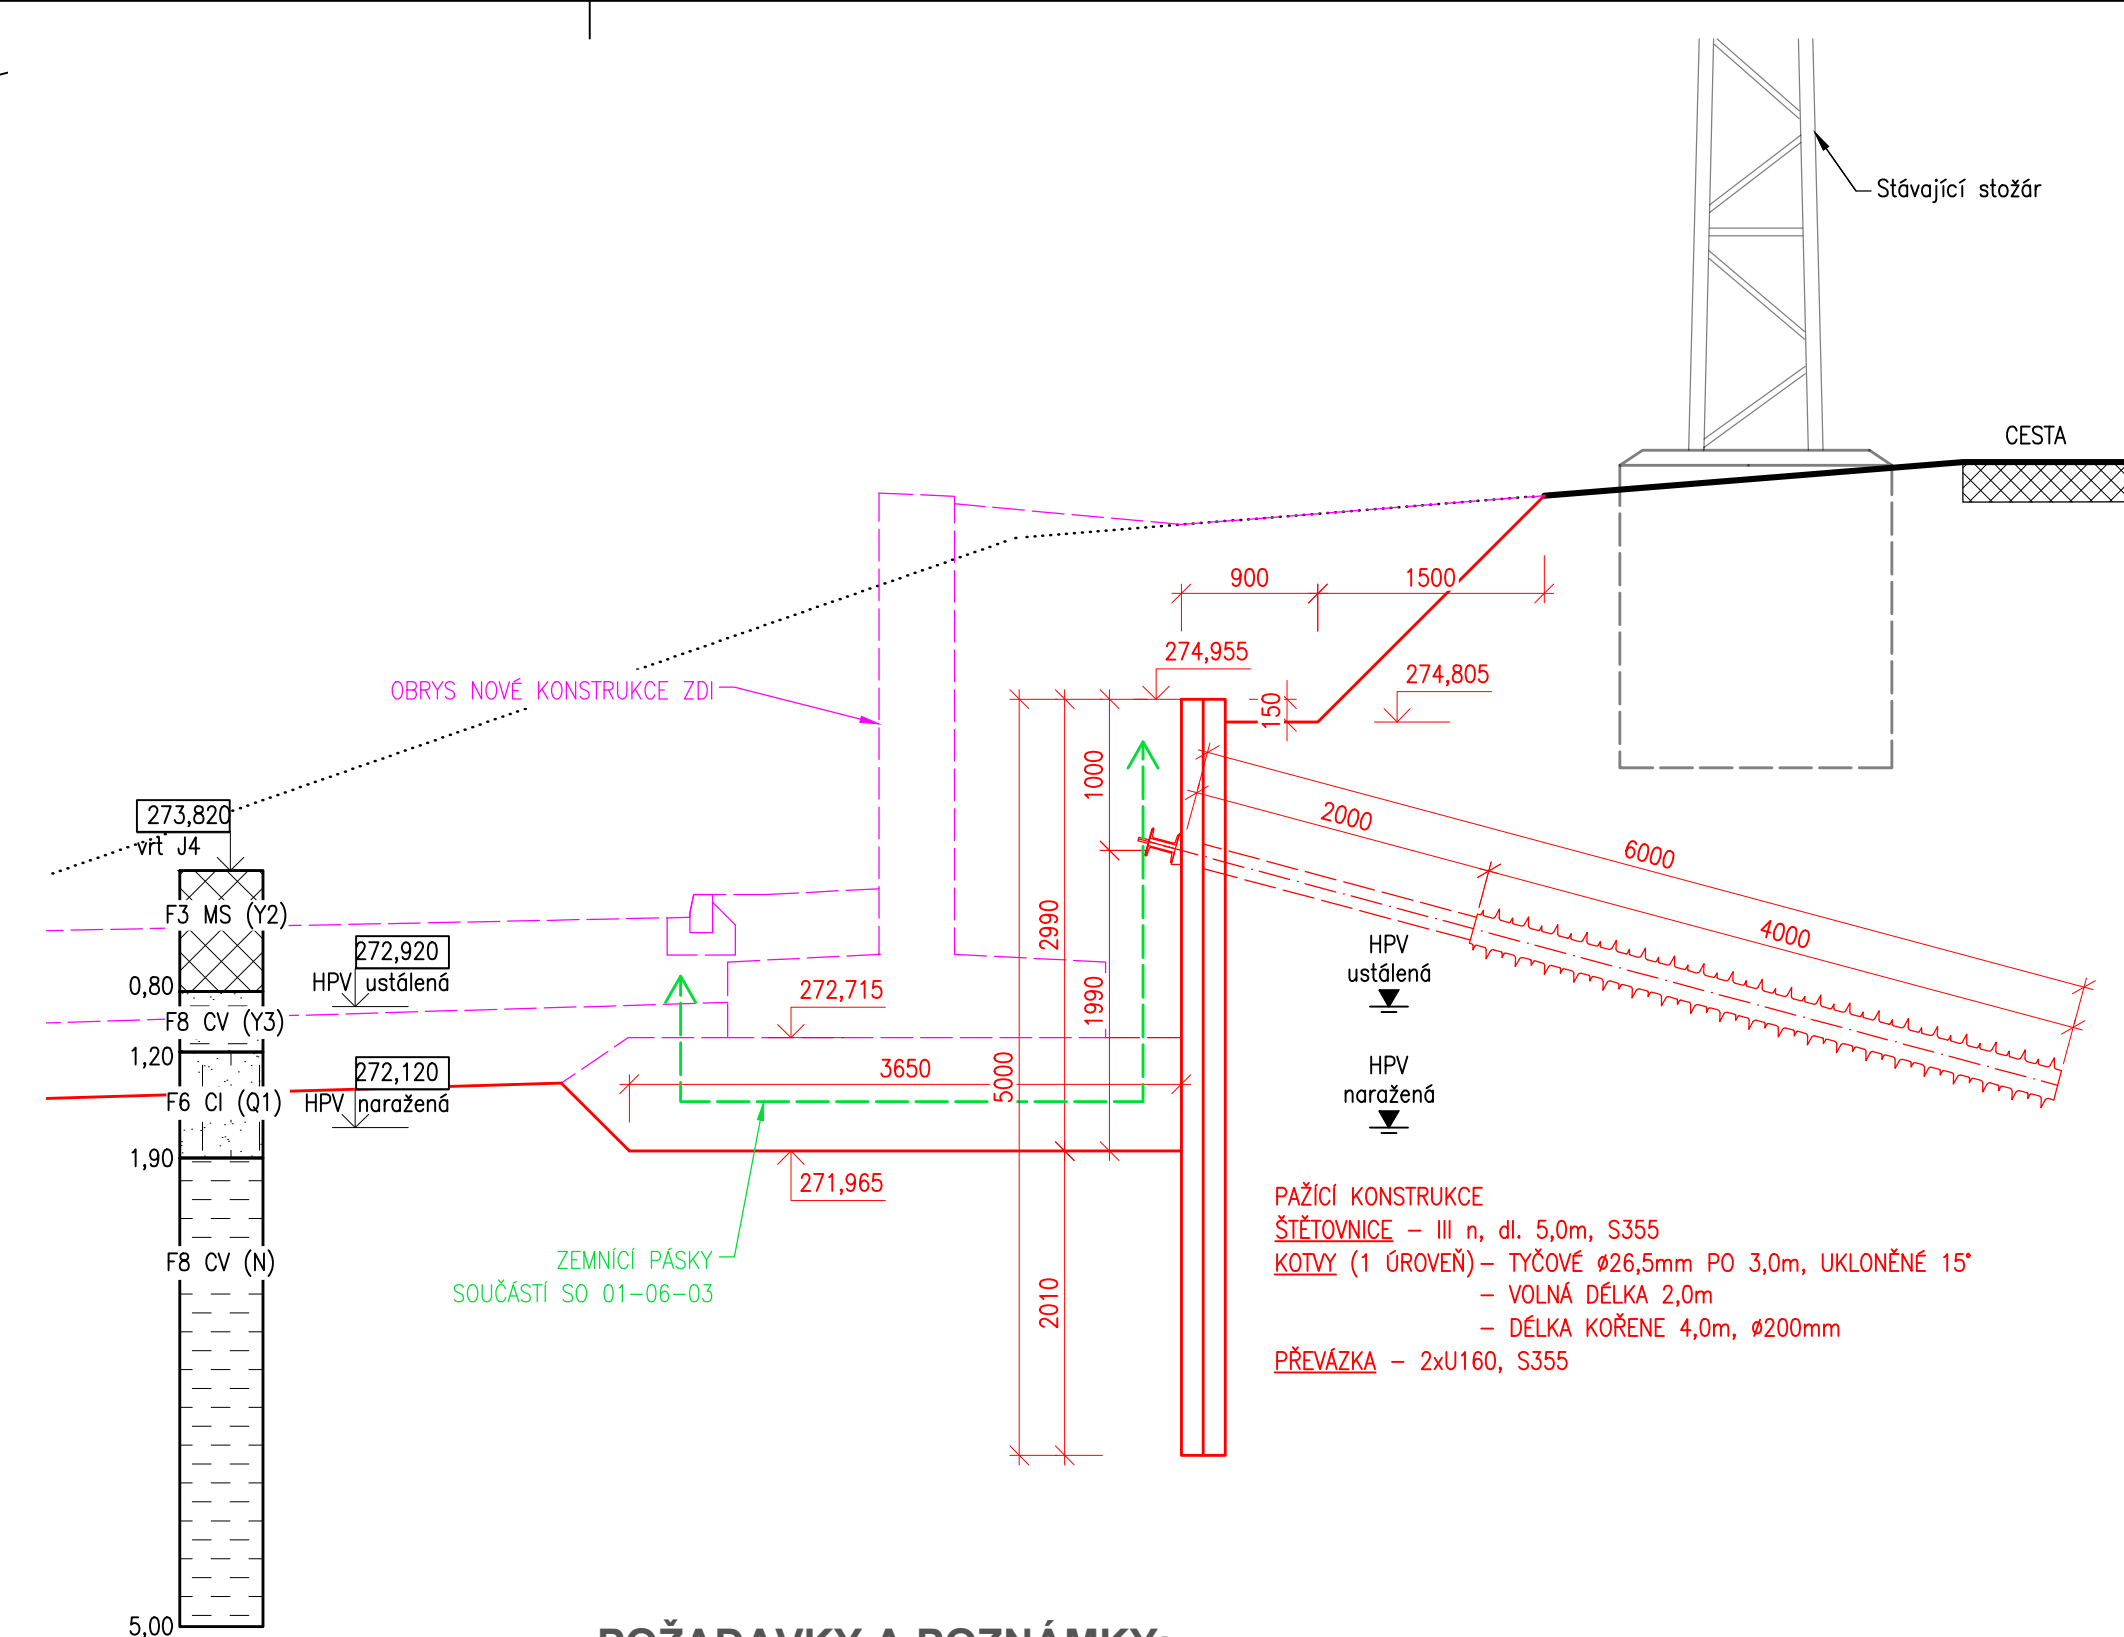 Stávající stožár
CESTA
900
1500
274,955
274,805
150
OBRYS NOVÉ KONSTRUKCE ZDI
1000
2000
6000
4000
273,820
vrt J4
F3 MS (Y2)
272,920
HPV ustálená
0,80
F8 CV (Y3)
1,20
272,120
F6 CI (Q1)
HPV naražená
1,90
F8 CV (N)
5,00
2990
1990
5000
2010
272,715
3650
271,965
HPV
ustálená
HPV
naražená
ZEMNÍCÍ PÁSKY
SOUČÁSTÍ SO 01-06-03
PAŽÍCÍ KONSTRUKCE
ŠTĚTOVNICE – III n, dl. 5,0m, S355
KOTVY (1 ÚROVEŇ) – TYČOVÉ ø26,5mm PO 3,0m, UKLONĚNÉ 15°
– VOLNÁ DÉLKA 2,0m
– DÉLKA KOŘENE 4,0m, ø200mm
PŘEVÁZKA – 2xU160, S355
POŽADAVKY A POZNÁMKY: